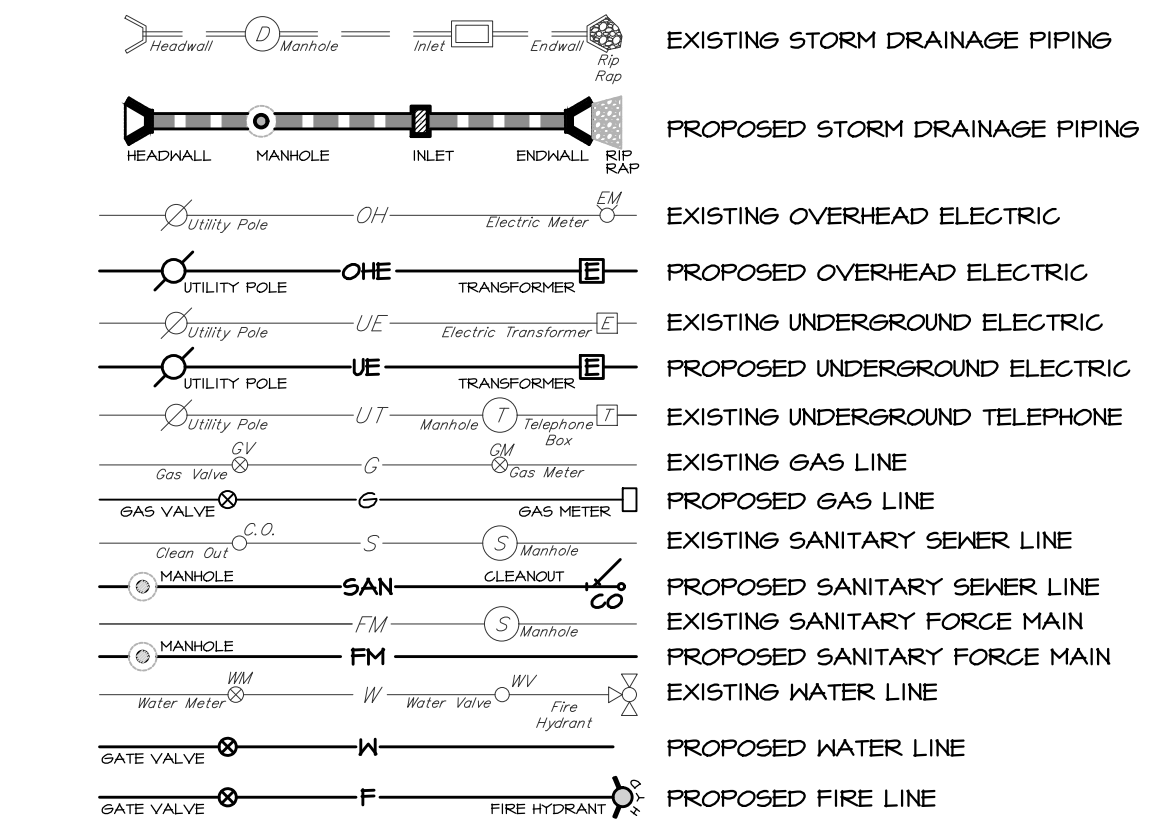 D
Headwall Manhole Inlet Endwall
Rip
Rap
EXISTING STORM DRAINAGE PIPING
HEADWALL MANHOLE INLET ENDWALL RIP
RAP
PROPOSED STORM DRAINAGE PIPING
EM
OH
Utility Pole Electric Meter
EXISTING OVERHEAD ELECTRIC
OHE E
UTILITY POLE TRANSFORMER
PROPOSED OVERHEAD ELECTRIC
UE E
Utility Pole Electric Transformer
EXISTING UNDERGROUND ELECTRIC
UE E
UTILITY POLE TRANSFORMER
PROPOSED UNDERGROUND ELECTRIC
UT T T
Utility Pole Manhole Telephone
Box
EXISTING UNDERGROUND TELEPHONE
GV GM
G
Gas Valve Gas Meter
EXISTING GAS LINE
G
GAS VALVE GAS METER
PROPOSED GAS LINE
C.O.
S S
Clean Out Manhole
EXISTING SANITARY SEWER LINE
MANHOLE CLEANOUT
SAN
CO
PROPOSED SANITARY SEWER LINE
FM S
Manhole
EXISTING SANITARY FORCE MAIN
MANHOLE
FM
PROPOSED SANITARY FORCE MAIN
WM WV
W
Water Meter Water Valve Fire
Hydrant
EXISTING WATER LINE
W
GATE VALVE
PROPOSED WATER LINE
F HYD
GATE VALVE FIRE HYDRANT
PROPOSED FIRE LINE